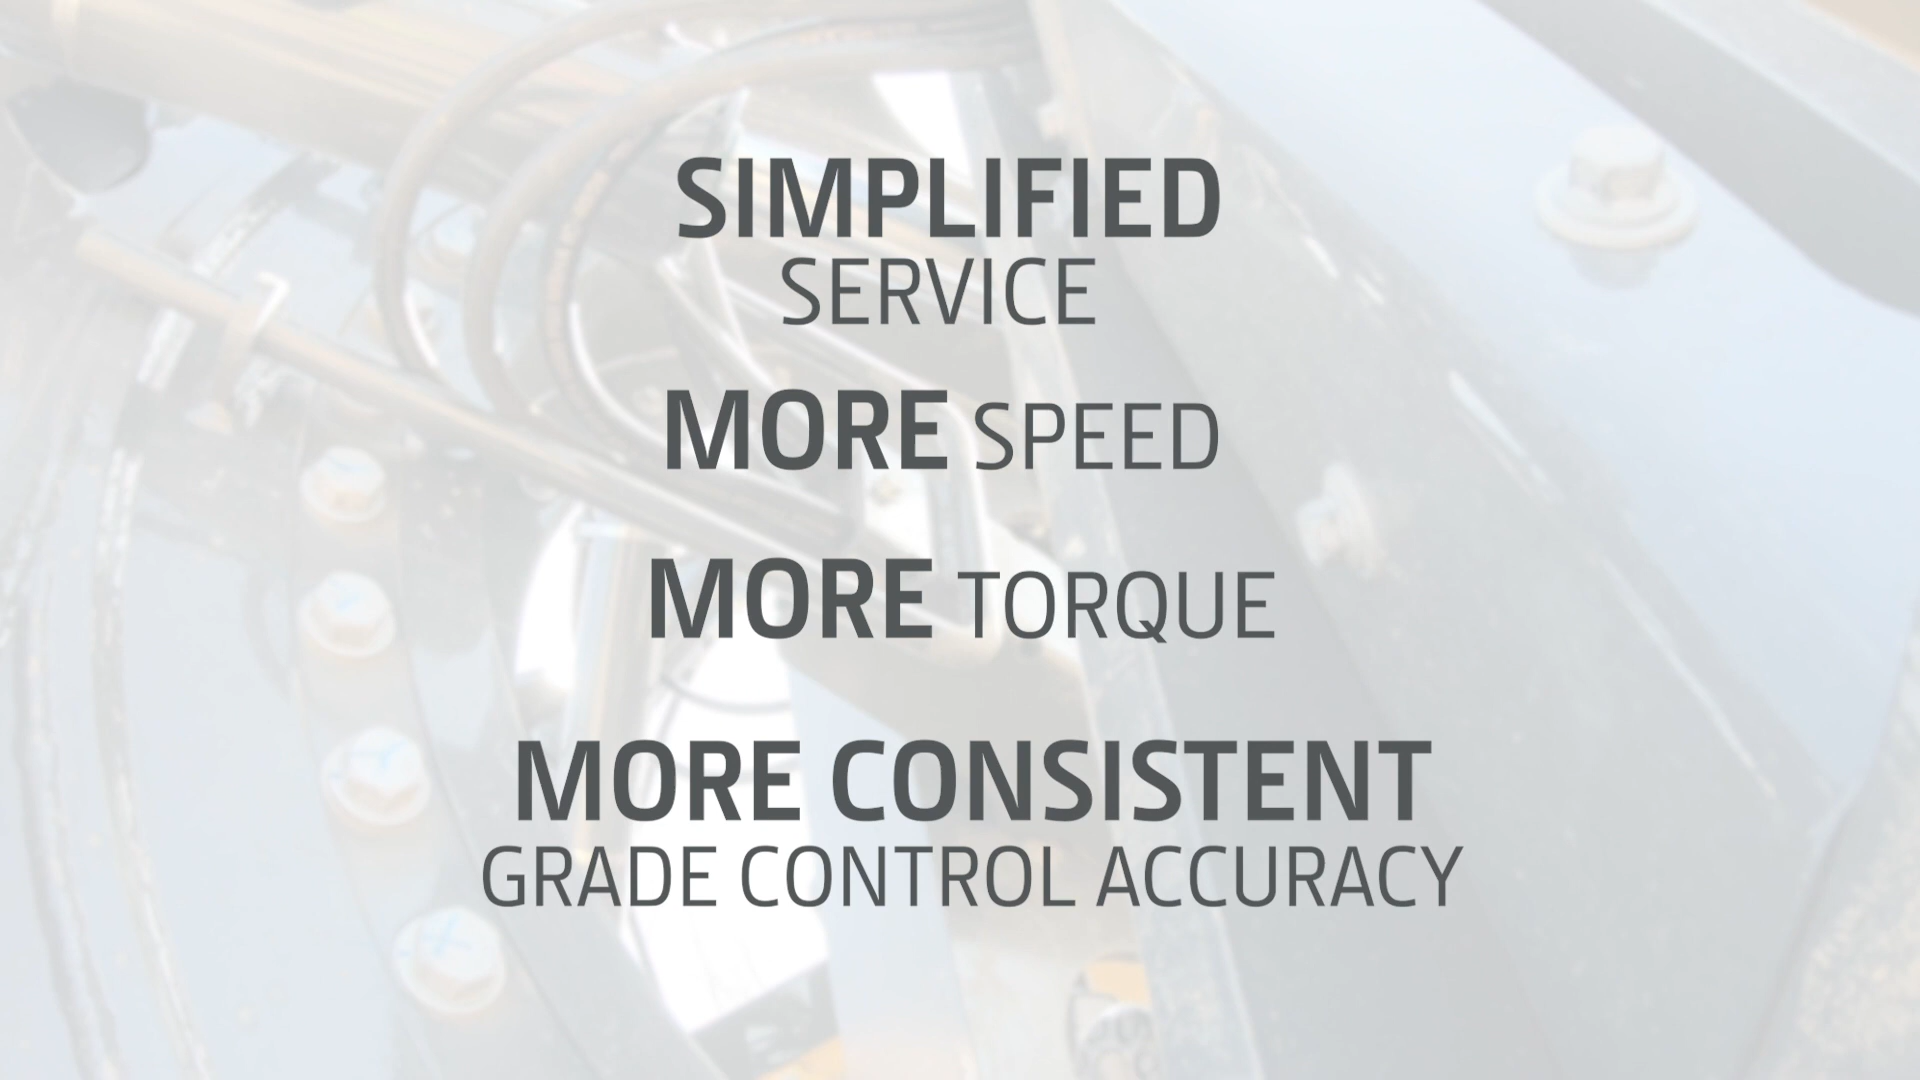 SIMPLIFIED
SERVICE
MORE SPEED
MORE TORQUE
MORE CONSISTENT
GRADE CONTROL ACCURACY